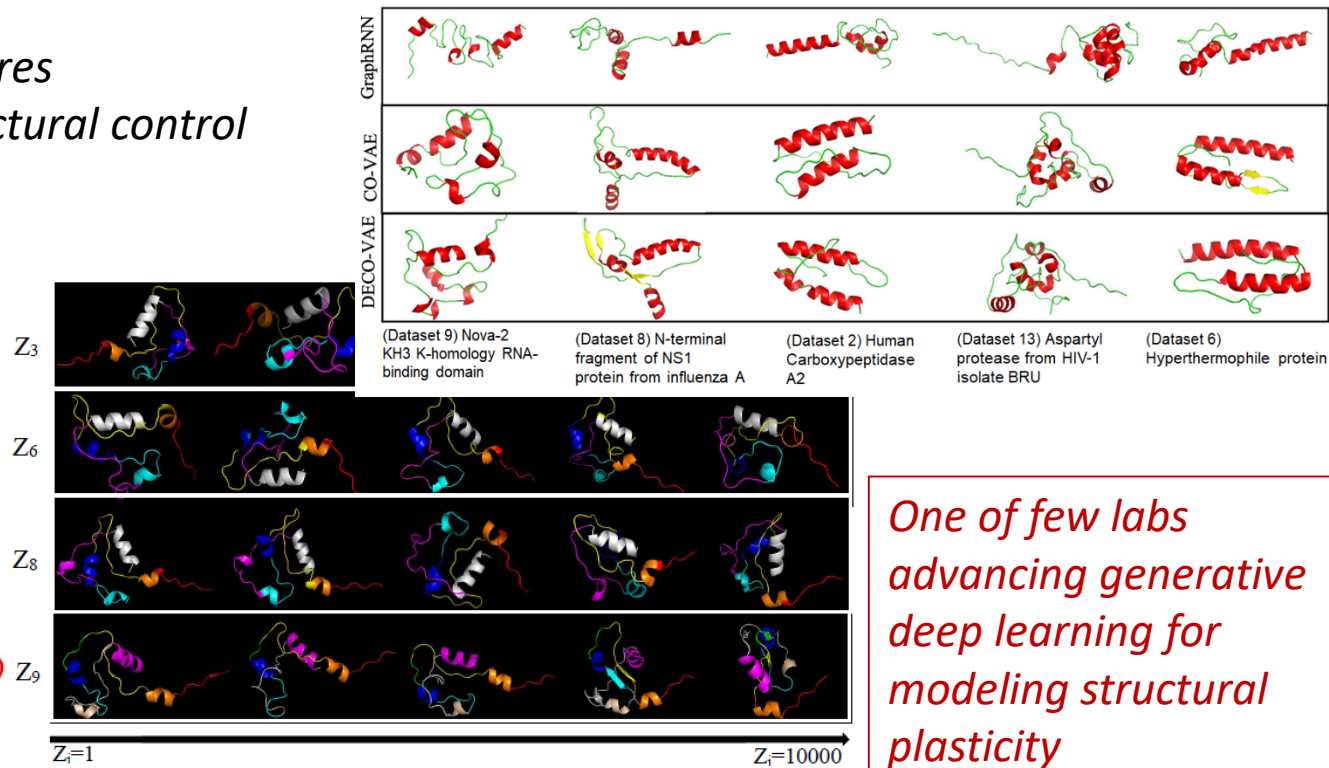 res
ctural control
GraphRNN
CO-VAE
DECO-VAE
(Dataset 9) Nova-2
KH3 K-homology RNA-
binding domain
(Dataset 8) N-terminal
fragment of NS1
protein from influenza A
(Dataset 2) Human
Carboxypeptidase
A2
(Dataset 13) Aspartyl
protease from HIV-1
isolate BRU
(Dataset 6)
Hyperthermophile protein
Z3
Z6
Z8
Z9
Zi=1
Zi=10000
One of few labs
advancing generative
deep learning for
modeling structural
plasticity